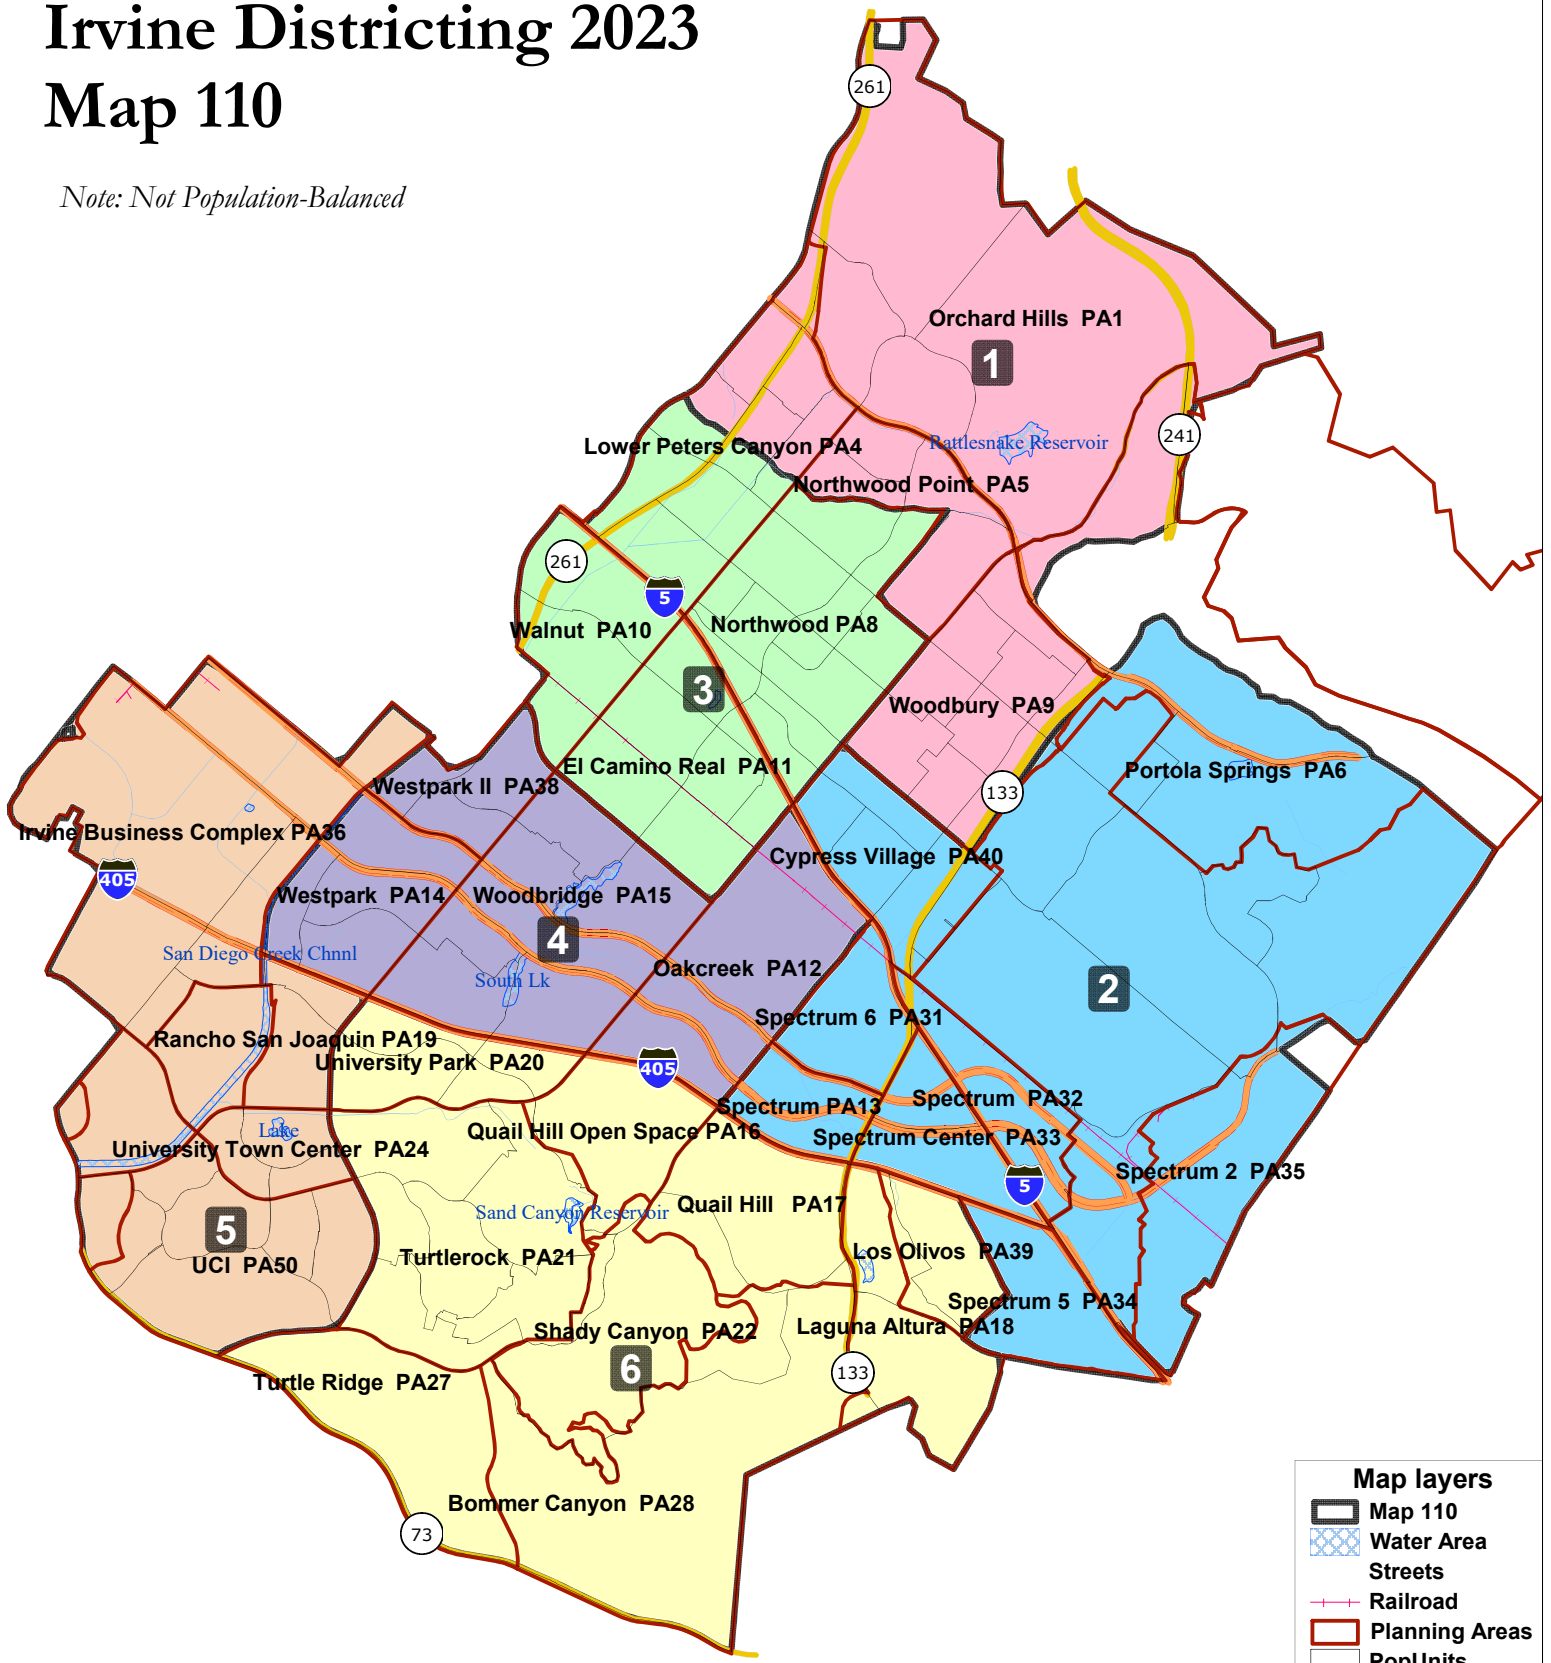 Irvine Districting 2023
Map 110
Note: Not Population-Balanced
261
Orchard Hills  PA1
1
241
Rattlesnake Reservoir
Lower Peters Canyon PA4
Northwood Point  PA5
261
5
Walnut  PA10
Northwood PA8
3
Woodbury  PA9
El Camino Real  PA11
Portola Springs  PA6
Westpark II  PA38
133
Irvine Business Complex PA36
Cypress Village  PA40
405
Westpark  PA14
Woodbridge  PA15
4
San Diego Creek Chnnl
Oakcreek  PA12
South Lk
2
Spectrum 6  PA31
Rancho San Joaquin PA19
University Park  PA20
405
Spectrum  PA32
Spectrum PA13
Lake
Quail Hill Open Space PA16
Spectrum Center  PA33
University Town Center  PA24
Spectrum 2  PA35
5
Quail Hill   PA17
Sand Canyon Reservoir
5
Turtlerock  PA21
Los Olivos  PA39
UCI  PA50
Spectrum 5  PA34
Shady Canyon  PA22
Laguna Altura  PA18
6
133
Turtle Ridge  PA27
Bommer Canyon  PA28
73
Map layers
Map 110
Water Area
Streets
Railroad
Planning Areas
PopUnits